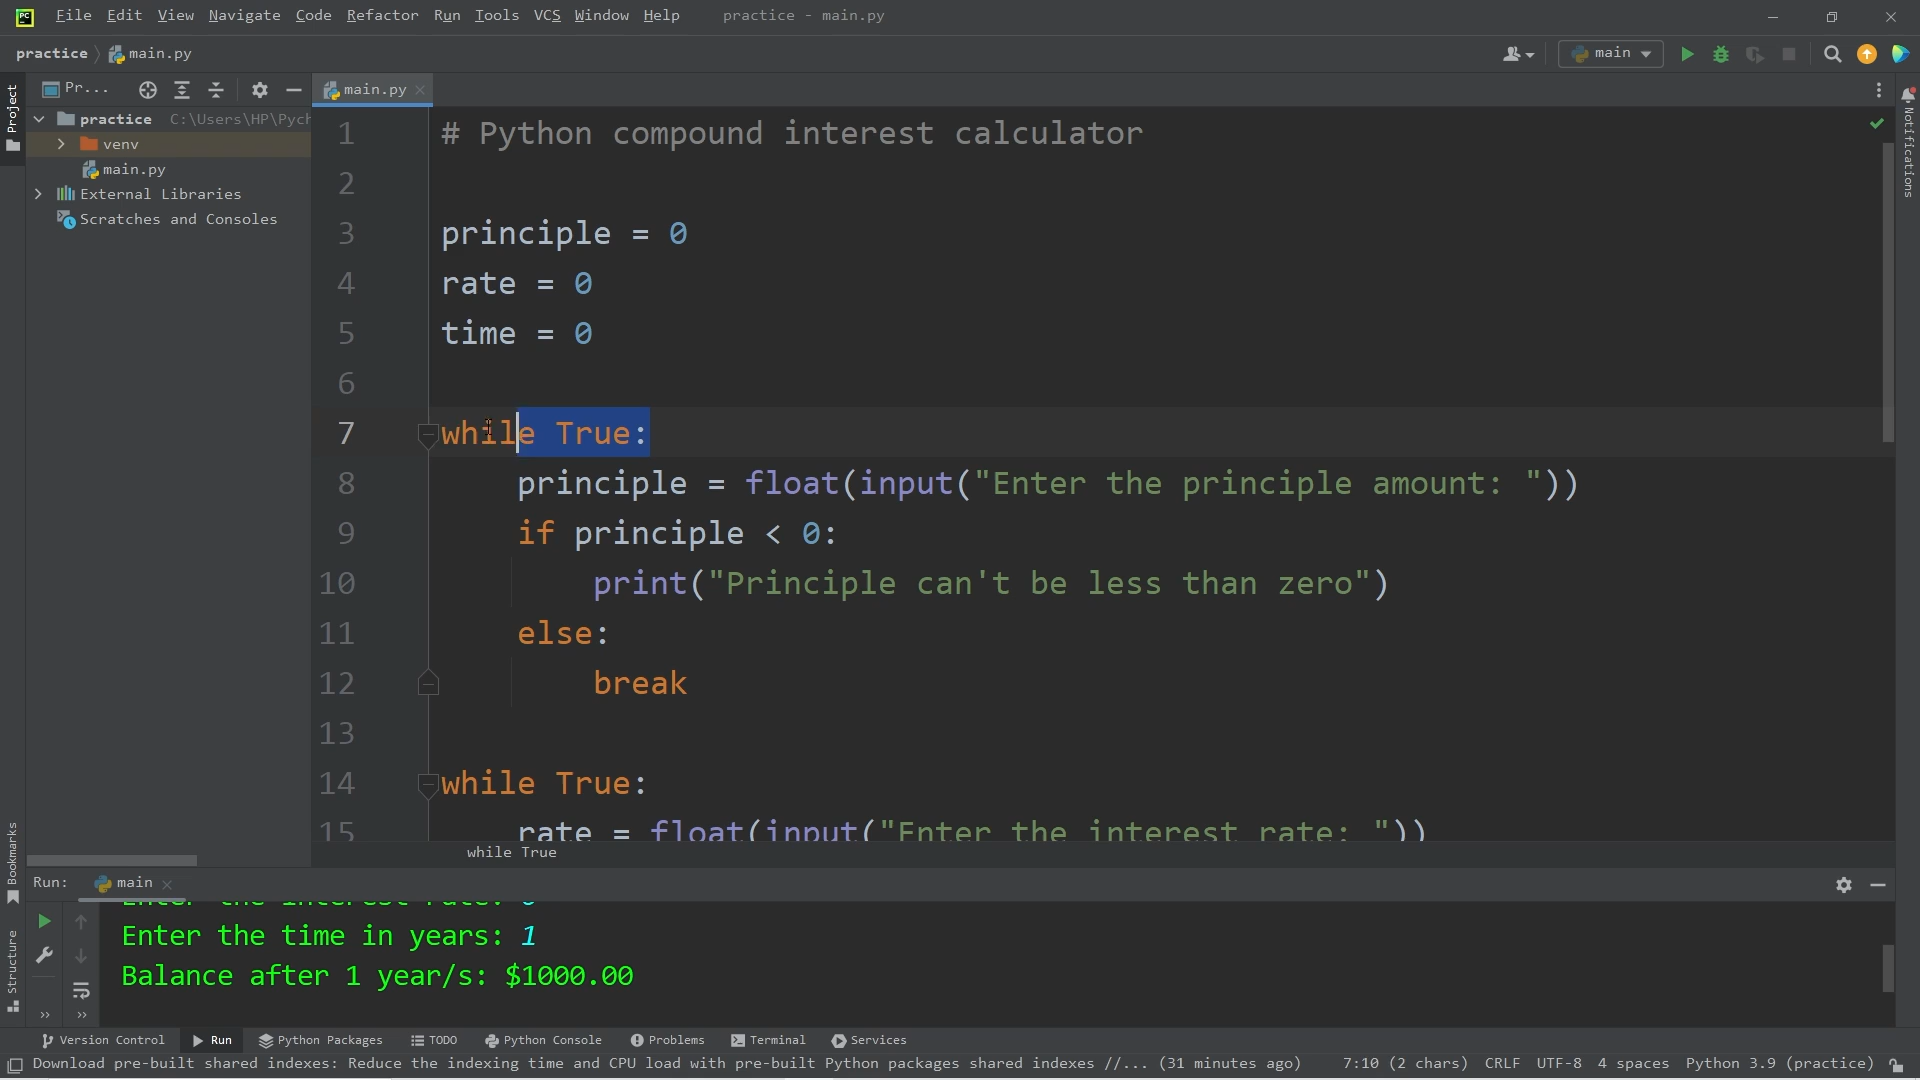 File Edit View Navigate Code Refactor Run Tools VCS Window Help practice - main.py
practice main.py main
Project Pr... main.py
Notifications
practice C:\Users\HP\Pych
venv
main.py
External Libraries
Scratches and Consoles
1 # Python compound interest calculator
2
3 principle = 0
4 rate = 0
5 time = 0
6
7 while True:
8 principle = float(input("Enter the principle amount: "))
9 if principle < 0:
10 print("Principle can't be less than zero")
11 else:
12 break
13
14 while True:
15 rate = float(input("Enter the interest rate: "))
while True
Bookmarks
Structure
Run: main
Enter the interest rate:
Enter the time in years: 1
Balance after 1 year/s: $1000.00
Version Control Run Python Packages TODO Python Console Problems Terminal Services
Download pre-built shared indexes: Reduce the indexing time and CPU load with pre-built Python packages shared indexes //... (31 minutes ago) 7:10 (2 chars) CRLF UTF-8 4 spaces Python 3.9 (practice)